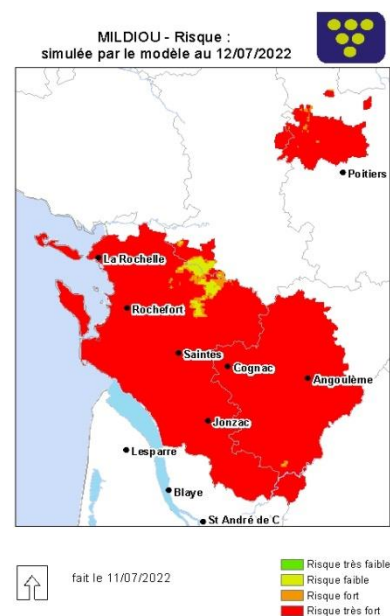 MILDIOU - Risque :
simulée par le modèle au 12/07/2022
Poitiers
La Rochelle
Rochefort
Saintes
Cognac
Angoulême
Jonzac
Lesparre
Blaye
St André de C
fait le 11/07/2022
Risque très faible
Risque faible
Risque fort
Risque très fort